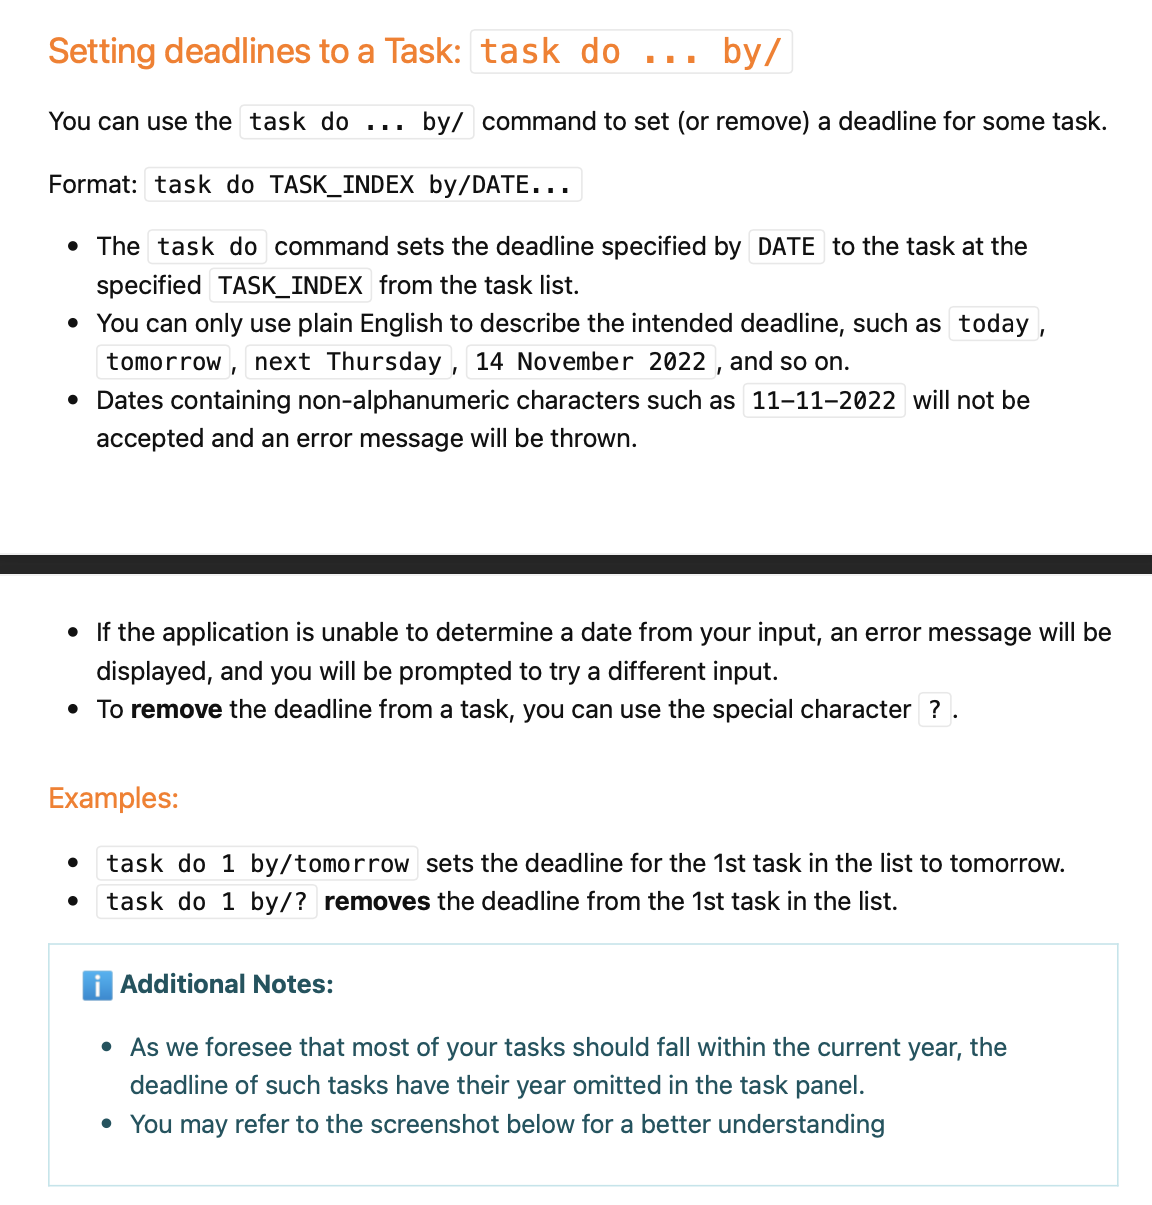 Setting deadlines to a Task: task do ... by/
You can use the task do ... by/ command to set (or remove) a deadline for some task.
Format: task do TASK_INDEX by/DATE...
• The task do command sets the deadline specified by DATE to the task at the
specified TASK_INDEX from the task list.
• You can only use plain English to describe the intended deadline, such as today,
tomorrow, next Thursday, 14 November 2022, and so on.
• Dates containing non-alphanumeric characters such as 11-11-2022 will not be
accepted and an error message will be thrown.
• If the application is unable to determine a date from your input, an error message will be
displayed, and you will be prompted to try a different input.
• To remove the deadline from a task, you can use the special character ?.
Examples:
• task do 1 by/tomorrow sets the deadline for the 1st task in the list to tomorrow.
• task do 1 by/? removes the deadline from the 1st task in the list.
ℹ️ Additional Notes:
• As we foresee that most of your tasks should fall within the current year, the
deadline of such tasks have their year omitted in the task panel.
• You may refer to the screenshot below for a better understanding